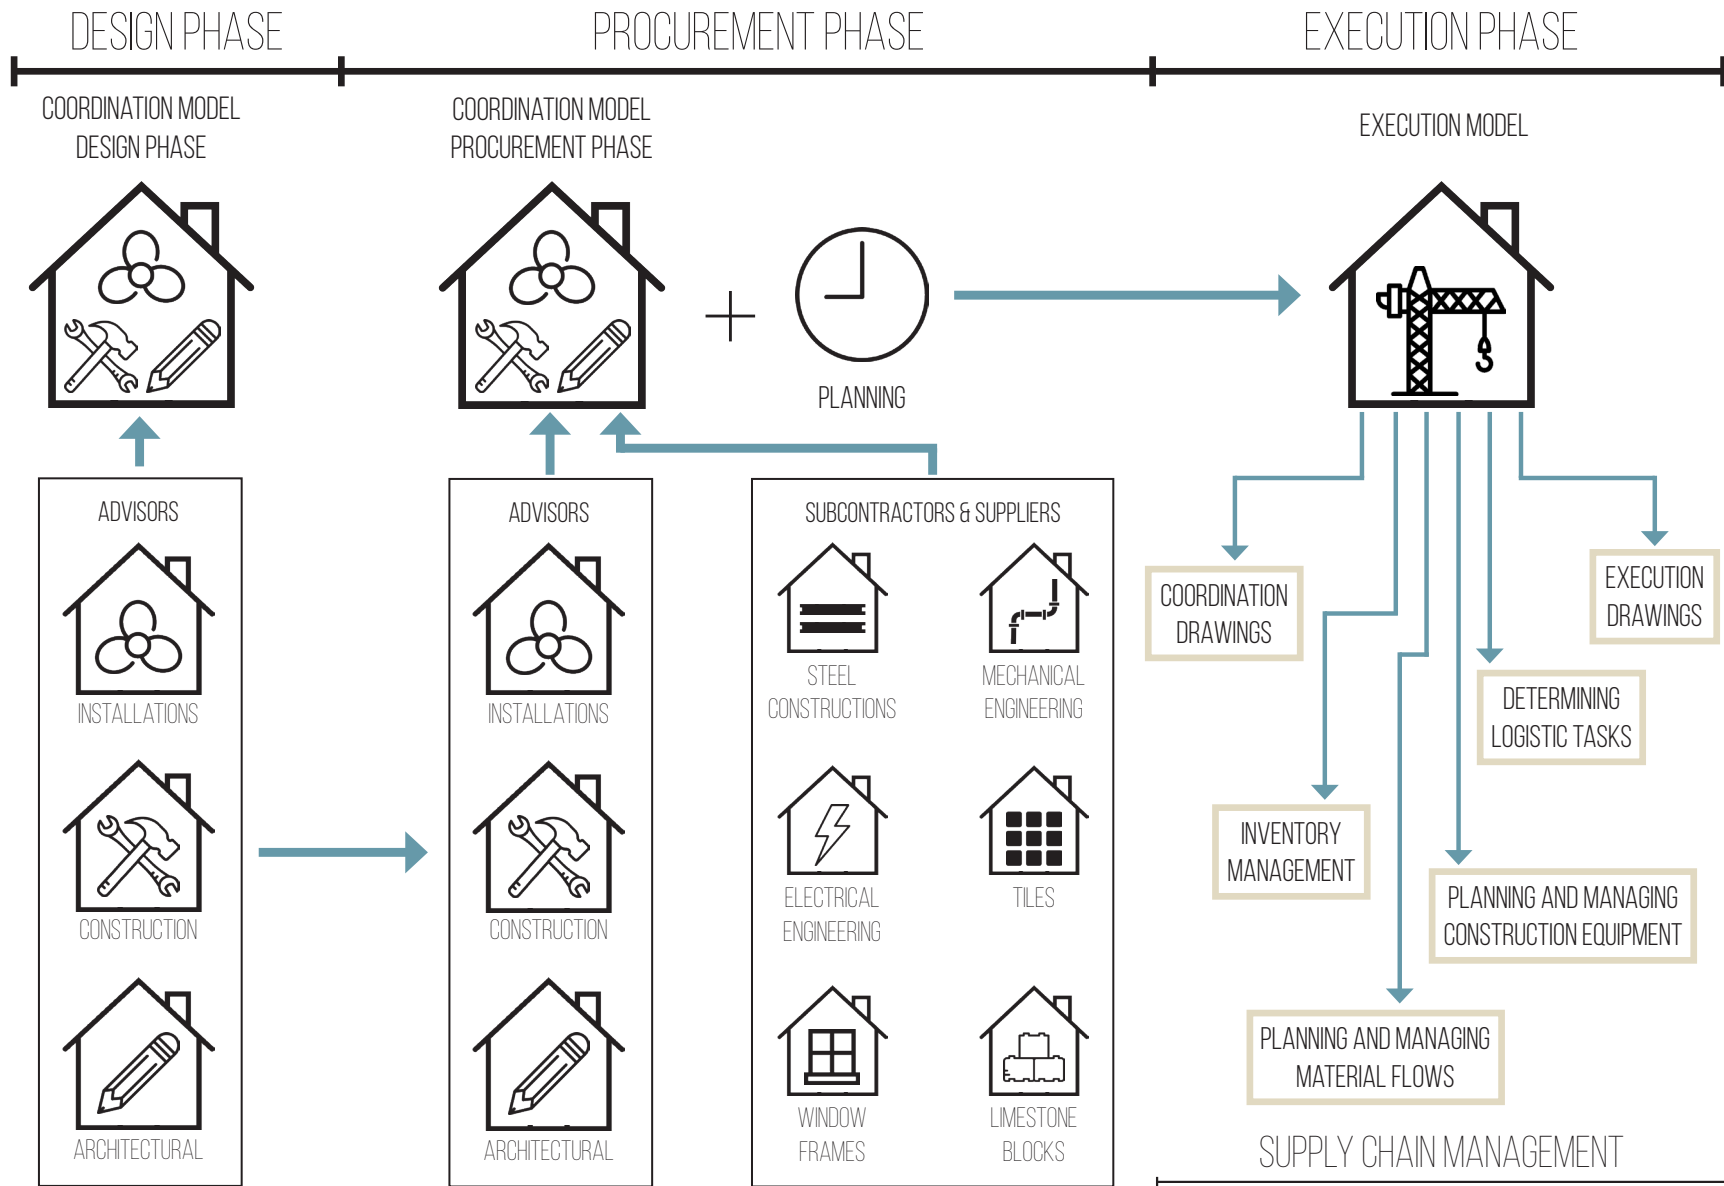 DESIGN PHASE
PROCUREMENT PHASE
EXECUTION PHASE
COORDINATION MODEL
DESIGN PHASE
COORDINATION MODEL
PROCUREMENT PHASE
EXECUTION MODEL
PLANNING
ADVISORS
INSTALLATIONS
CONSTRUCTION
ARCHITECTURAL
ADVISORS
INSTALLATIONS
CONSTRUCTION
ARCHITECTURAL
SUBCONTRACTORS & SUPPLIERS
STEEL
CONSTRUCTIONS
MECHANICAL
ENGINEERING
ELECTRICAL
ENGINEERING
TILES
WINDOW
FRAMES
LIMESTONE
BLOCKS
COORDINATION
DRAWINGS
EXECUTION
DRAWINGS
DETERMINING
LOGISTIC TASKS
INVENTORY
MANAGEMENT
PLANNING AND MANAGING
CONSTRUCTION EQUIPMENT
PLANNING AND MANAGING
MATERIAL FLOWS
SUPPLY CHAIN MANAGEMENT